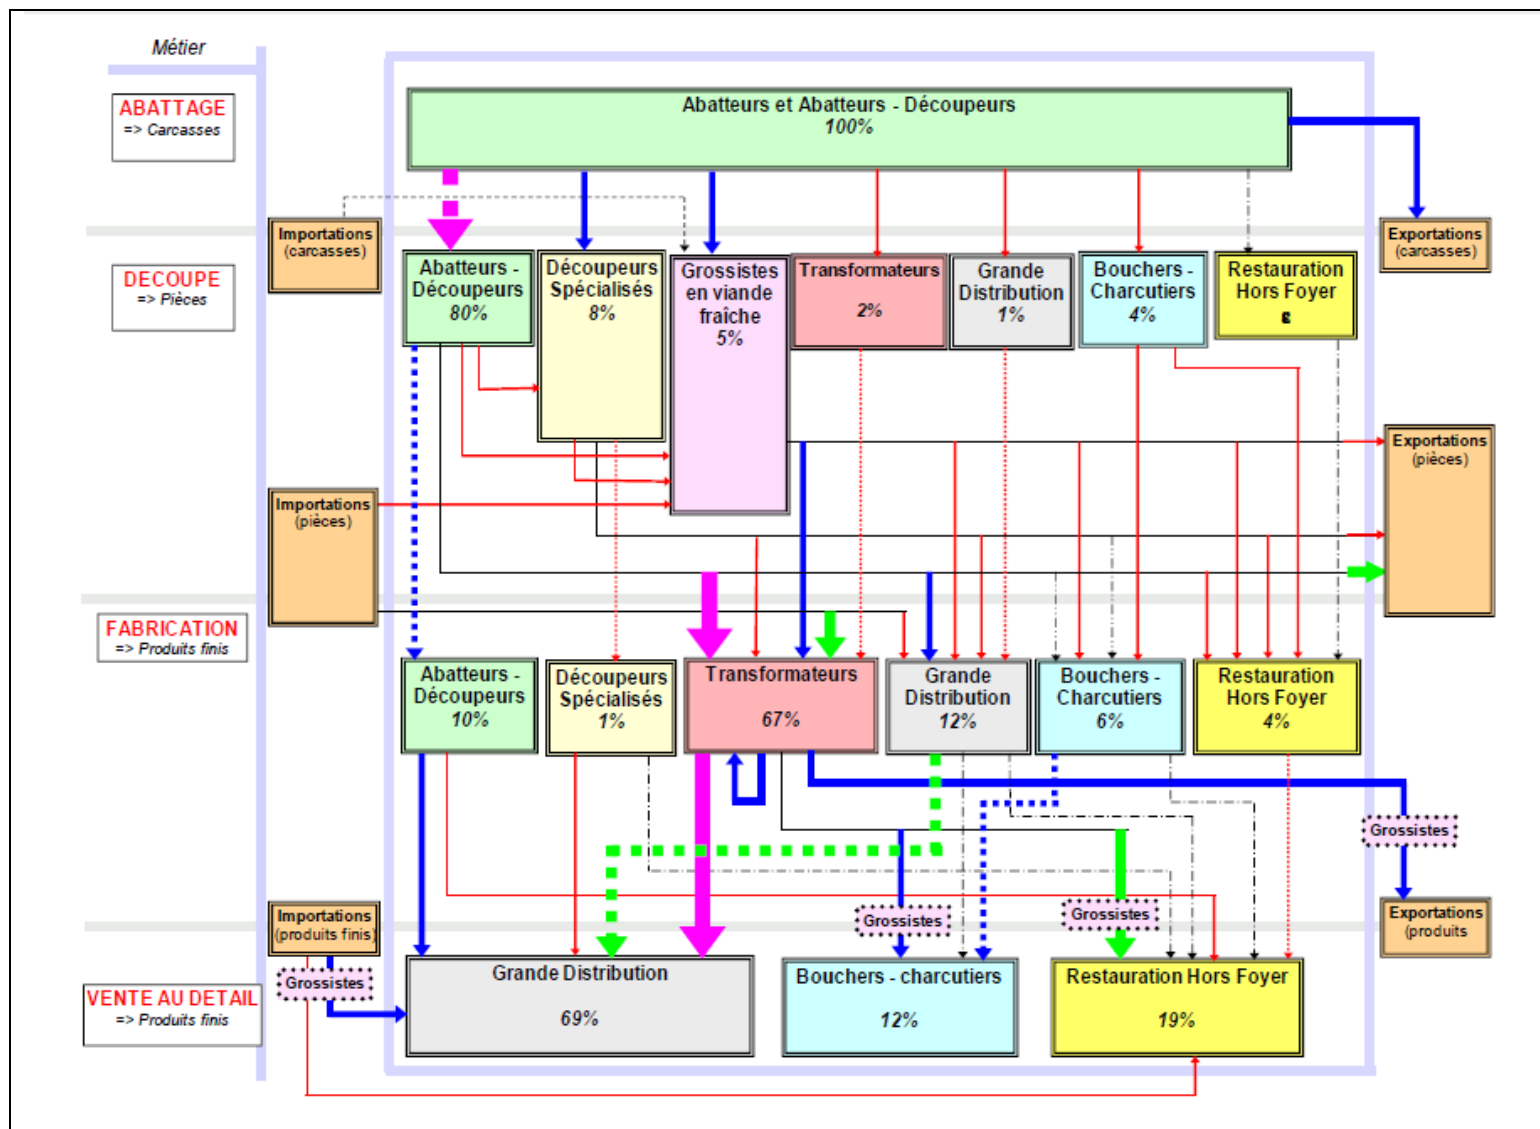 Métier
ABATTAGE
=> Carcasses
Abatteurs et Abatteurs - Découpeurs
100%
Importations
(carcasses)
Exportations
(carcasses)
DECOUPE
=> Pièces
Abatteurs -
Découpeurs
80%
Découpeurs
Spécialisés
8%
Grossistes
en viande
fraîche
5%
Transformateurs
2%
Grande
Distribution
1%
Bouchers -
Charcutiers
4%
Restauration
Hors Foyer
Exportations
(pièces)
Importations
(pièces)
FABRICATION
=> Produits finis
Abatteurs -
Découpeurs
10%
Découpeurs
Spécialisés
1%
Transformateurs
67%
Grande
Distribution
12%
Bouchers -
Charcutiers
6%
Restauration
Hors Foyer
4%
Grossistes
Importations
(produits finis)
Grossistes
Grossistes
Exportations
(produits
Grossistes
VENTE AU DETAIL
=> Produits finis
Grande Distribution
69%
Bouchers - charcutiers
12%
Restauration Hors Foyer
19%